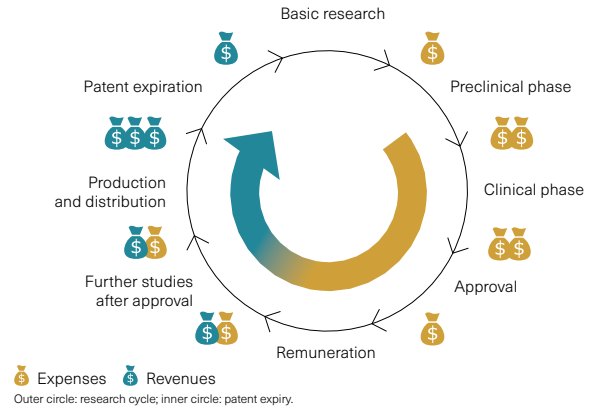 Basic research
Preclinical phase
Clinical phase
Approval
Remuneration
Further studies
after approval
Production
and distribution
Patent expiration
$
$
$ $
$ $
$
$ $
$ $
$ $ $
$ Expenses $ Revenues
Outer circle: research cycle; inner circle: patent expiry.